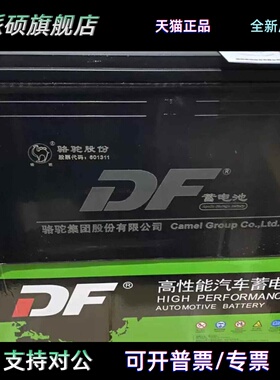 硕旗舰店 天猫正品 全新
骆驼股份
股票代码：601311
DF® 蓄电池
骆驼集团股份有限公司 Camel Group Co.,Ltd.
DF® 高性能汽车蓄电
HIGH PERFORMANC
AUTOMOTIVE BATTERY
支持对公 可开发票/专票